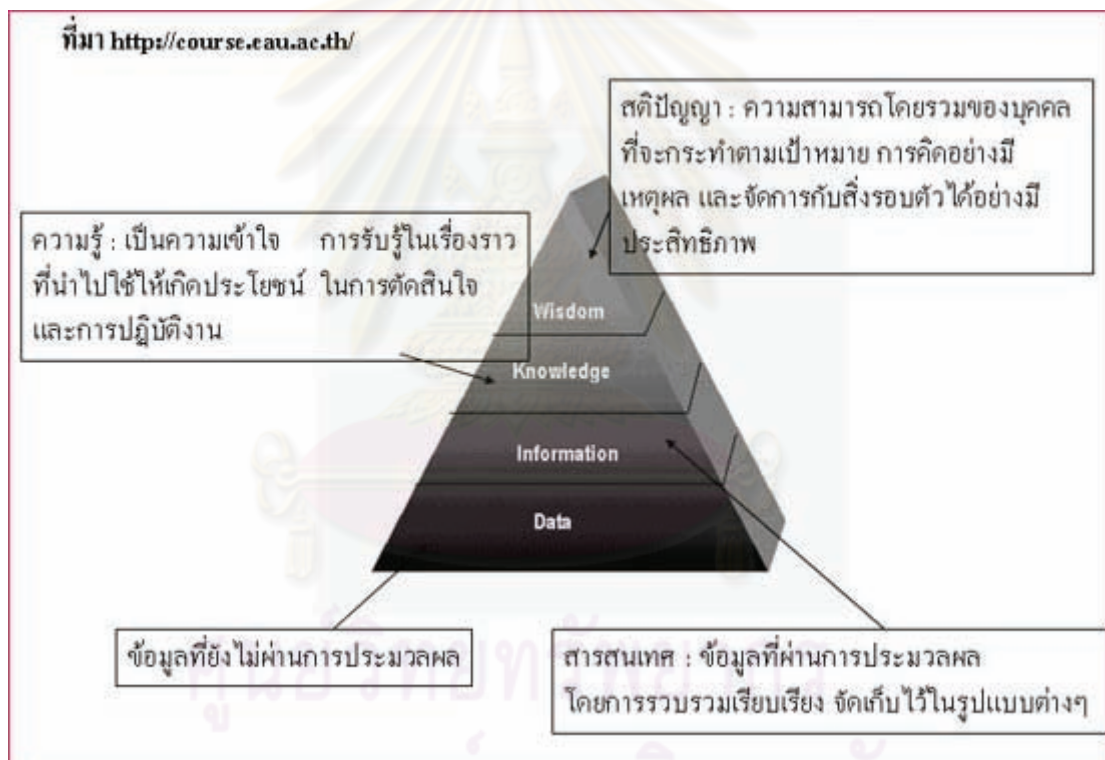 ที่มา http://course.eau.ac.th/
สติปัญญา : ความสามารถโดยรวมของบุคคล
ที่จะกระทำตามเป้าหมาย การคิดอย่างมี
เหตุผล และจัดการกับสิ่งรอบตัวได้อย่างมี
ประสิทธิภาพ
ความรู้ : เป็นความเข้าใจ การรับรู้ในเรื่องราว
ที่นำไปใช้ให้เกิดประโยชน์ ในการตัดสินใจ
และการปฏิบัติงาน
Wisdom
Knowledge
Information
Data
ข้อมูลที่ยังไม่ผ่านการประมวลผล
สารสนเทศ : ข้อมูลที่ผ่านการประมวลผล
โดยการรวบรวมเรียบเรียง จัดเก็บไว้ในรูปแบบต่างๆ
ศูนย์วิทยทรัพยากร